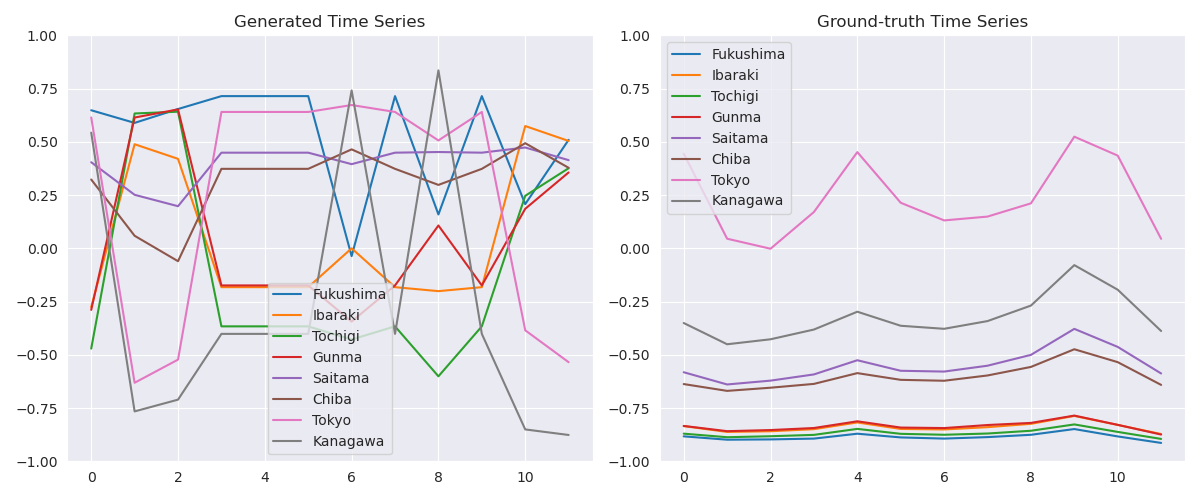 Generated Time Series
1.00
0.75
0.50
0.25
0.00
−0.25
−0.50
−0.75
−1.00
0 2 4 6 8 10
Fukushima
Ibaraki
Tochigi
Gunma
Saitama
Chiba
Tokyo
Kanagawa
Ground-truth Time Series
1.00
0.75
0.50
0.25
0.00
−0.25
−0.50
−0.75
−1.00
0 2 4 6 8 10
Fukushima
Ibaraki
Tochigi
Gunma
Saitama
Chiba
Tokyo
Kanagawa